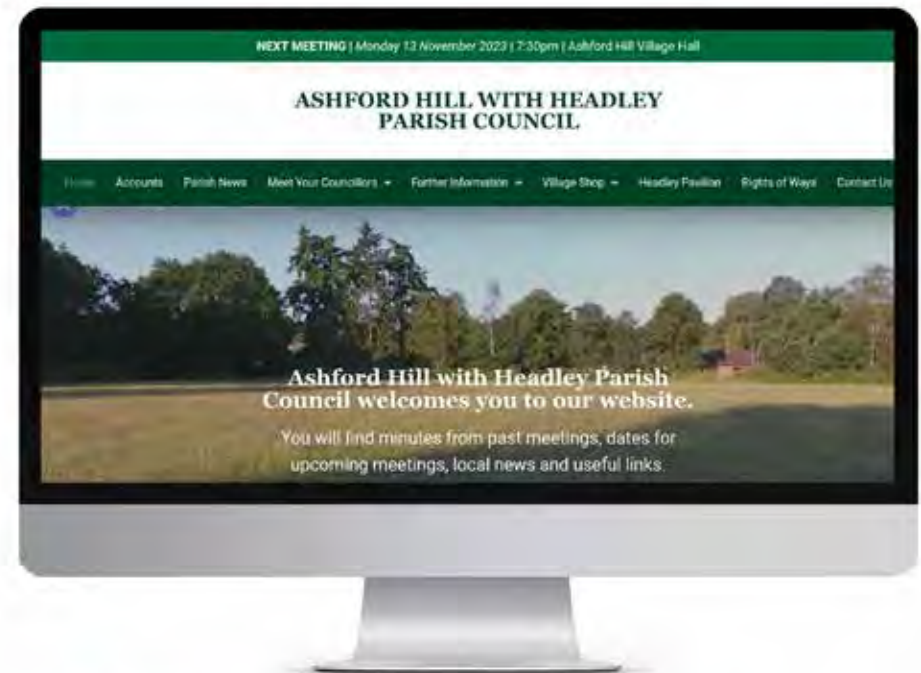 NEXT MEETING | Monday 13 November 2023 | 7:30pm | Ashford Hill Village Hall
ASHFORD HILL WITH HEADLEY
PARISH COUNCIL
Home Accounts Parish News Meet Your Councillors Further Information Village Shop Headley Pavilion Rights of Ways Contact Us
Ashford Hill with Headley Parish
Council welcomes you to our website.
You will find minutes from past meetings, dates for
upcoming meetings, local news and useful links